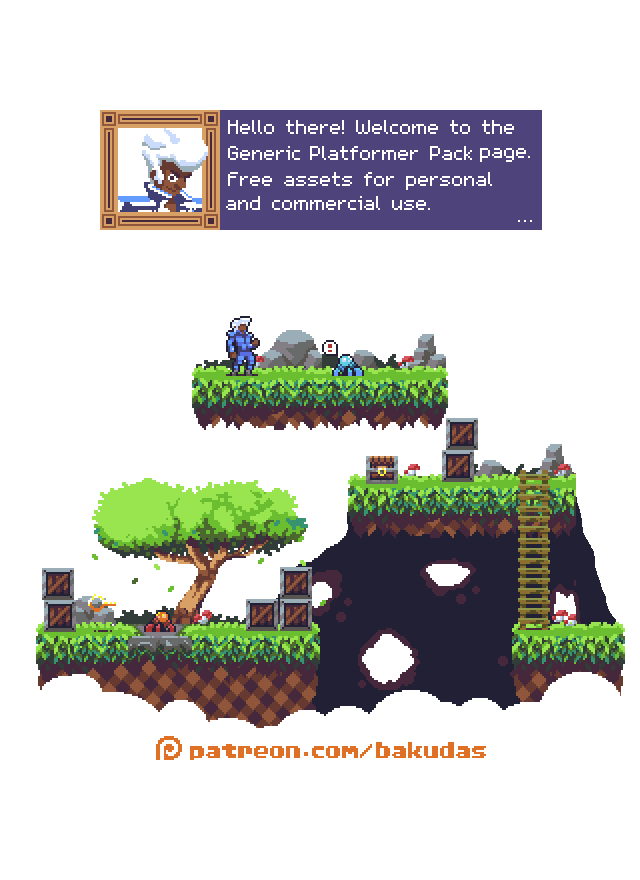 Hello there! Welcome to the
Generic Platformer Pack page.
Free assets for personal
and commercial use.
...
patreon.com/bakudas